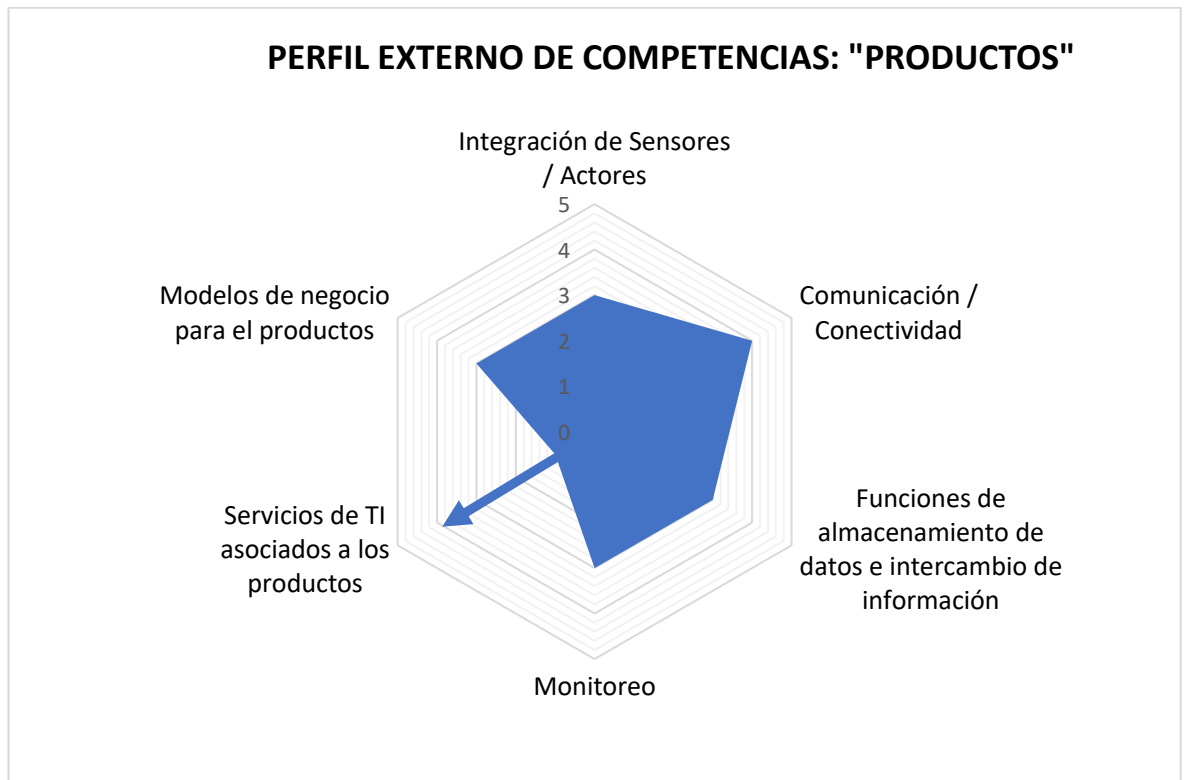 PERFIL EXTERNO DE COMPETENCIAS: "PRODUCTOS"
Integración de Sensores
/ Actores
5
4
3
2
1
0
Comunicación /
Conectividad
Funciones de
almacenamiento de
datos e intercambio de
información
Monitoreo
Servicios de TI
asociados a los
productos
Modelos de negocio
para el productos